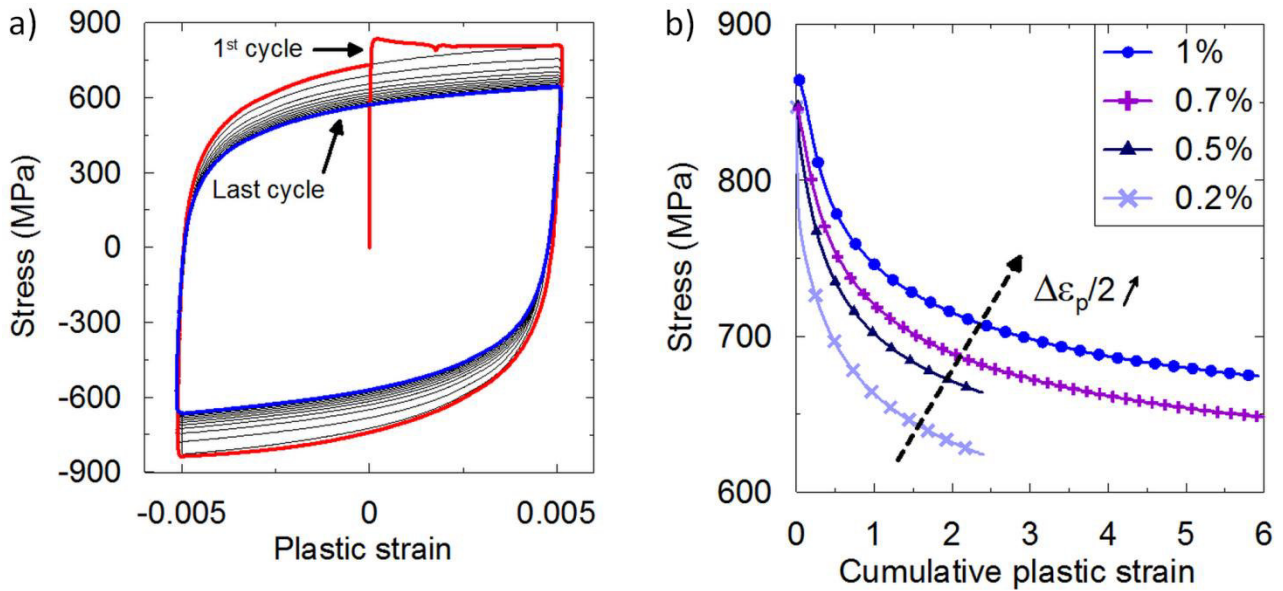 a)
900
600
300
0
-300
-600
-900
Stress (MPa)
1st cycle
Last cycle
-0.005
0
0.005
Plastic strain
b)
900
800
700
600
Stress (MPa)
1%
0.7%
0.5%
0.2%
Δεp/2
0
1
2
3
4
5
6
Cumulative plastic strain